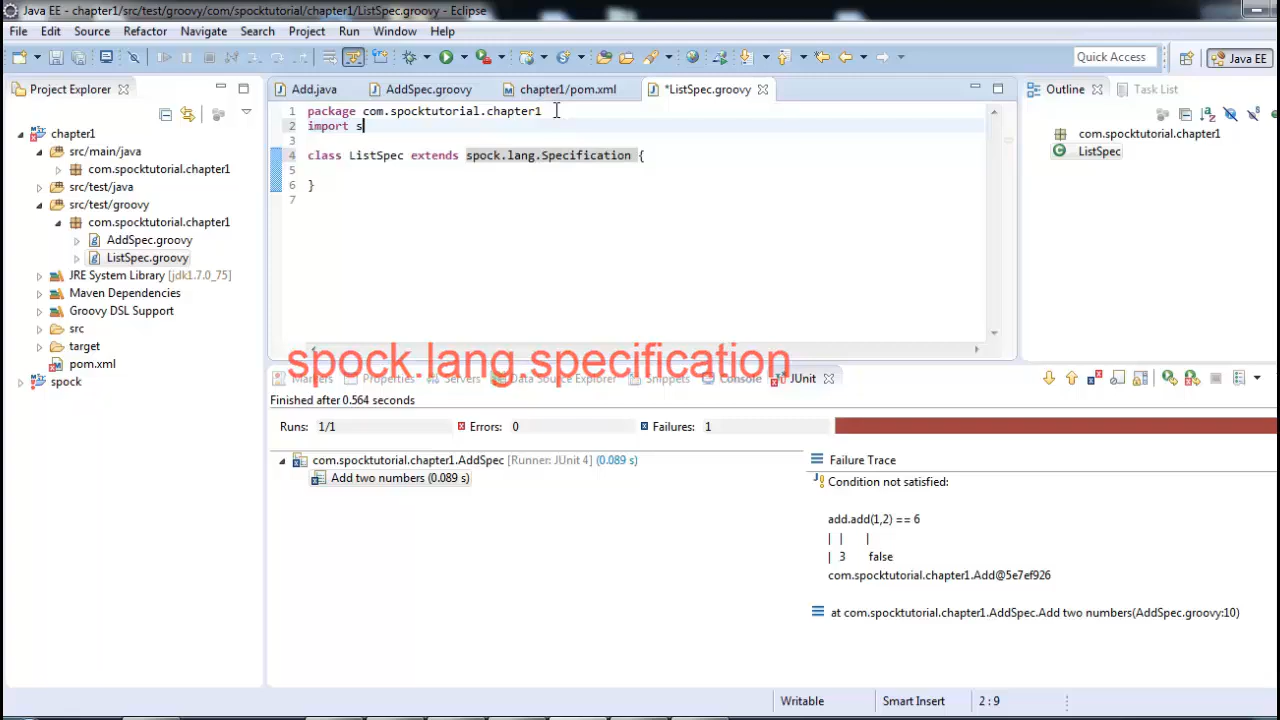 Java EE - chapter1/src/test/groovy/com/spocktutorial/chapter1/ListSpec.groovy - Eclipse
File Edit Source Refactor Navigate Search Project Run Window Help
Quick Access
Java EE
Project Explorer
chapter1
src/main/java
com.spocktutorial.chapter1
src/test/java
src/test/groovy
com.spocktutorial.chapter1
AddSpec.groovy
ListSpec.groovy
JRE System Library [jdk1.7.0_75]
Maven Dependencies
Groovy DSL Support
src
target
pom.xml
spock
Add.java AddSpec.groovy chapter1/pom.xml *ListSpec.groovy
1 package com.spocktutorial.chapter1
2 import s
3
4 class ListSpec extends spock.lang.Specification {
5
6 }
7
Outline Task List
com.spocktutorial.chapter1
ListSpec
spock.lang.specification
Markers Properties Servers Data Source Explorer Snippets Console JUnit
Finished after 0.564 seconds
Runs: 1/1 Errors: 0 Failures: 1
com.spocktutorial.chapter1.AddSpec [Runner: JUnit 4] (0.089 s)
Add two numbers (0.089 s)
Failure Trace
Condition not satisfied:
add.add(1,2) == 6
| | |
| 3 false
com.spocktutorial.chapter1.Add@5e7ef926
at com.spocktutorial.chapter1.AddSpec.Add two numbers(AddSpec.groovy:10)
Writable Smart Insert 2 : 9